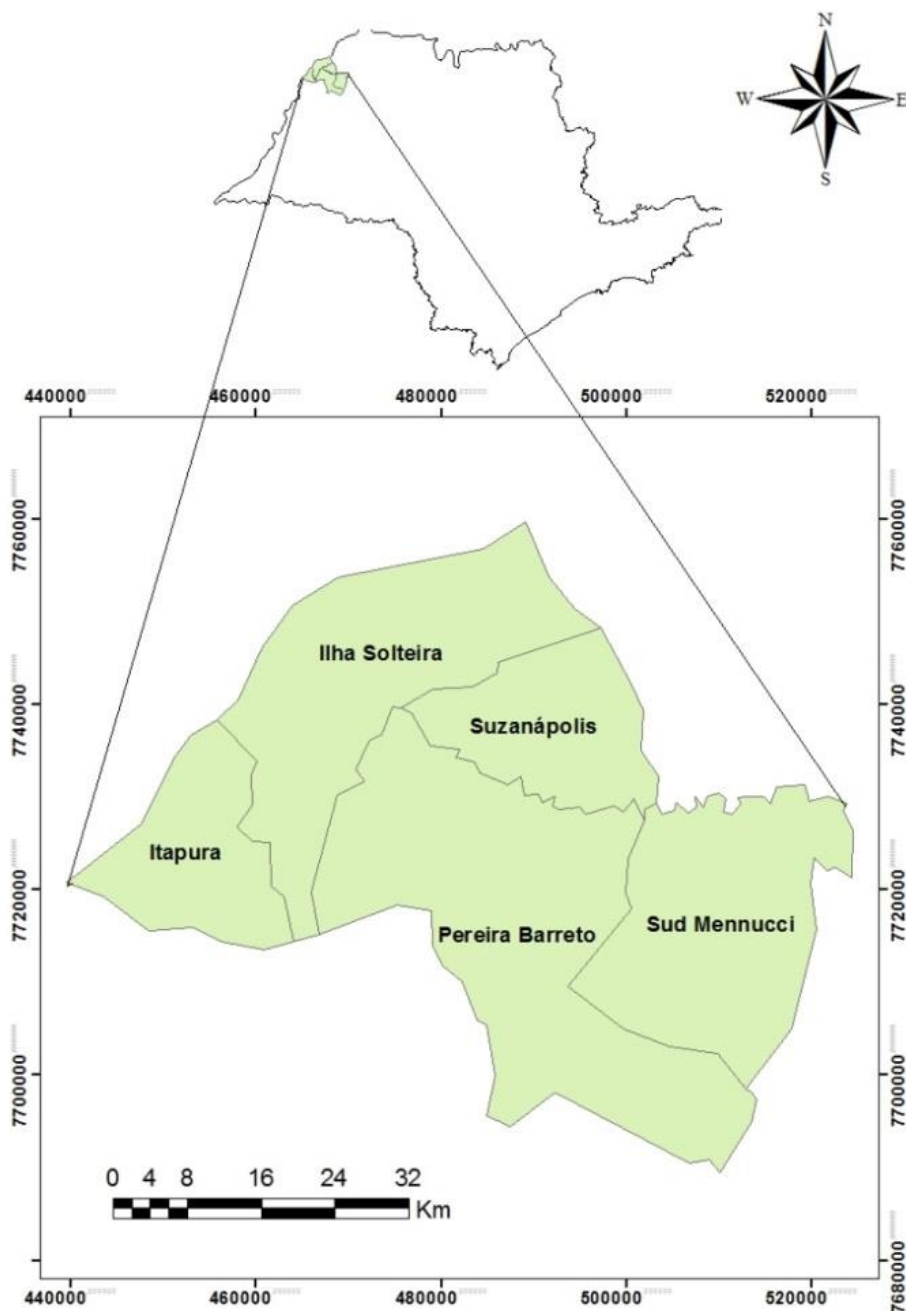 N
W E
S
440000 460000 480000 500000 520000
7760000 7760000
Ilha Solteira
7740000 7740000
Suzanápolis
Itapura
7720000 7720000
Sud Mennucci
Pereira Barreto
7700000 7700000
0 4 8 16 24 32
Km
7680000 7680000
440000 460000 480000 500000 520000